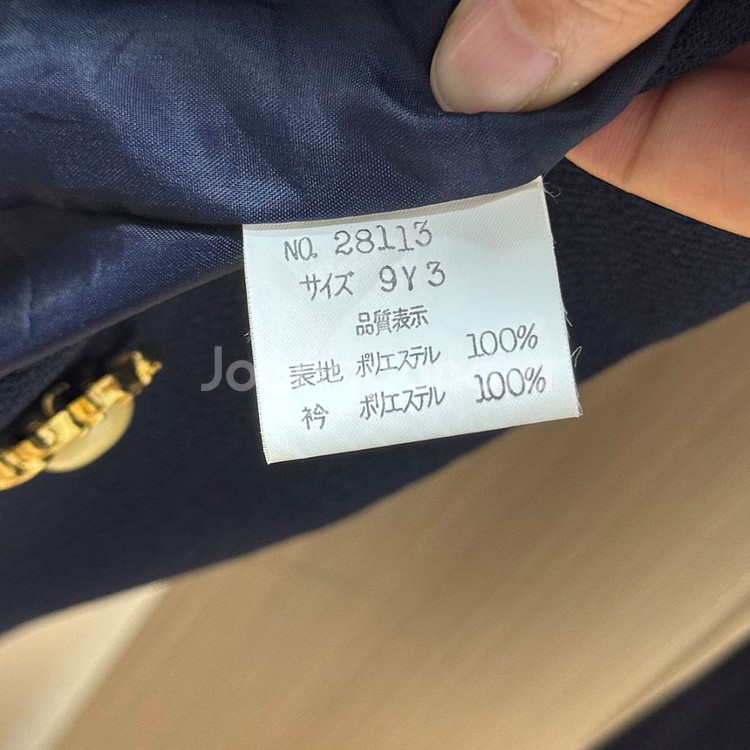 NO. 28113
サイズ 9Y3
品質表示
表地 ポリエステル 100%
衿 ポリエステル 100%